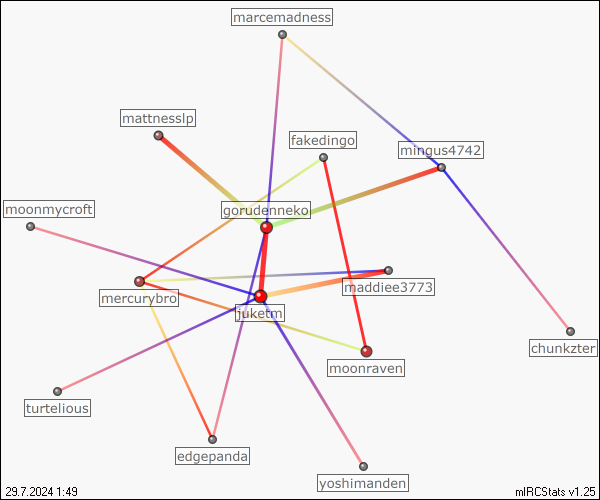 marcemadness
mattnesslp
fakedingo
mingus4742
moonmycroft
gorudenneko
mercurybro
maddiee3773
juketm
chunkzter
moonraven
turtelious
edgepanda
yoshimanden
29.7.2024 1:49
mIRCStats v1.25